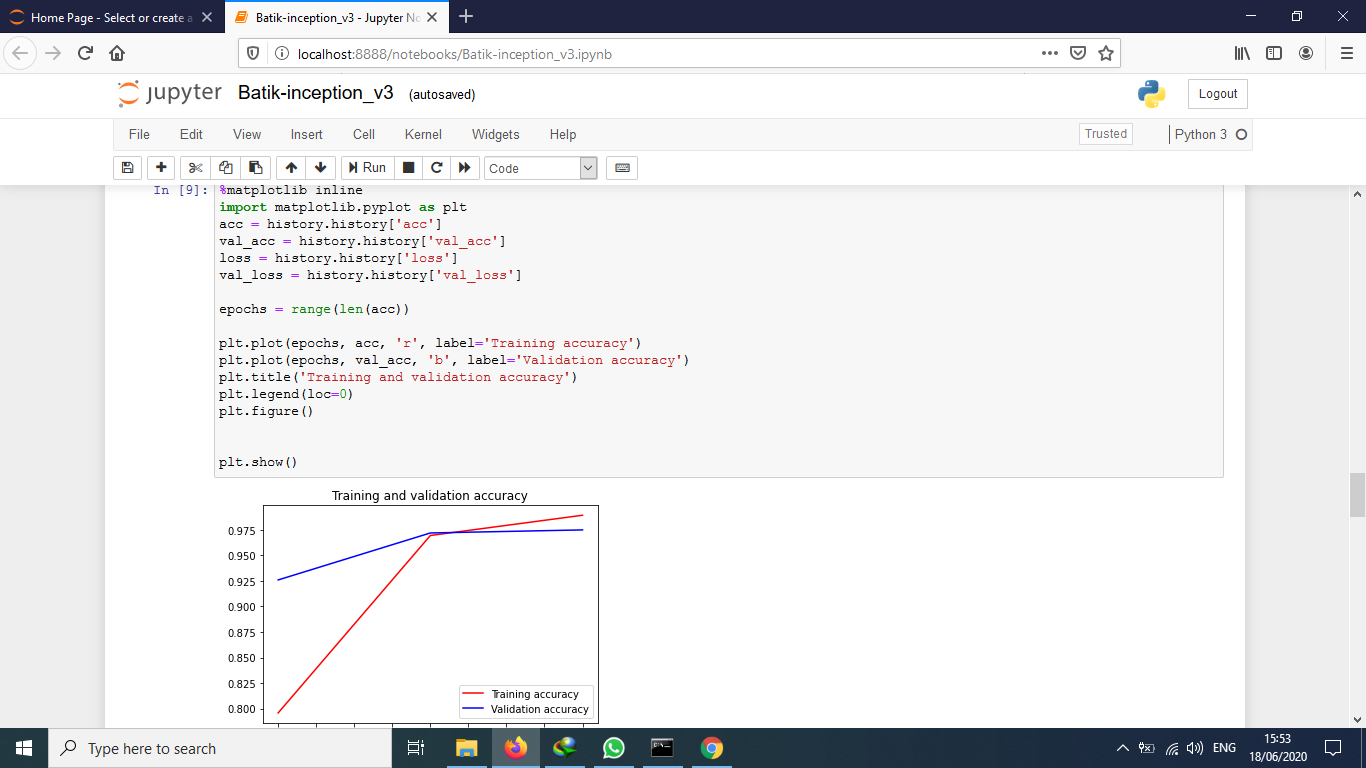 Home Page - Select or create a
Batik-inception_v3 - Jupyter No
localhost:8888/notebooks/Batik-inception_v3.ipynb
jupyter Batik-inception_v3 (autosaved)
Logout
File Edit View Insert Cell Kernel Widgets Help
Trusted
Python 3
Run
Code
In [9]:
%matplotlib inline
import matplotlib.pyplot as plt
acc = history.history['acc']
val_acc = history.history['val_acc']
loss = history.history['loss']
val_loss = history.history['val_loss']
epochs = range(len(acc))
plt.plot(epochs, acc, 'r', label='Training accuracy')
plt.plot(epochs, val_acc, 'b', label='Validation accuracy')
plt.title('Training and validation accuracy')
plt.legend(loc=0)
plt.figure()
plt.show()
Training and validation accuracy
0.975
0.950
0.925
0.900
0.875
0.850
0.825
0.800
Training accuracy
Validation accuracy
Type here to search
ENG
15:53
18/06/2020